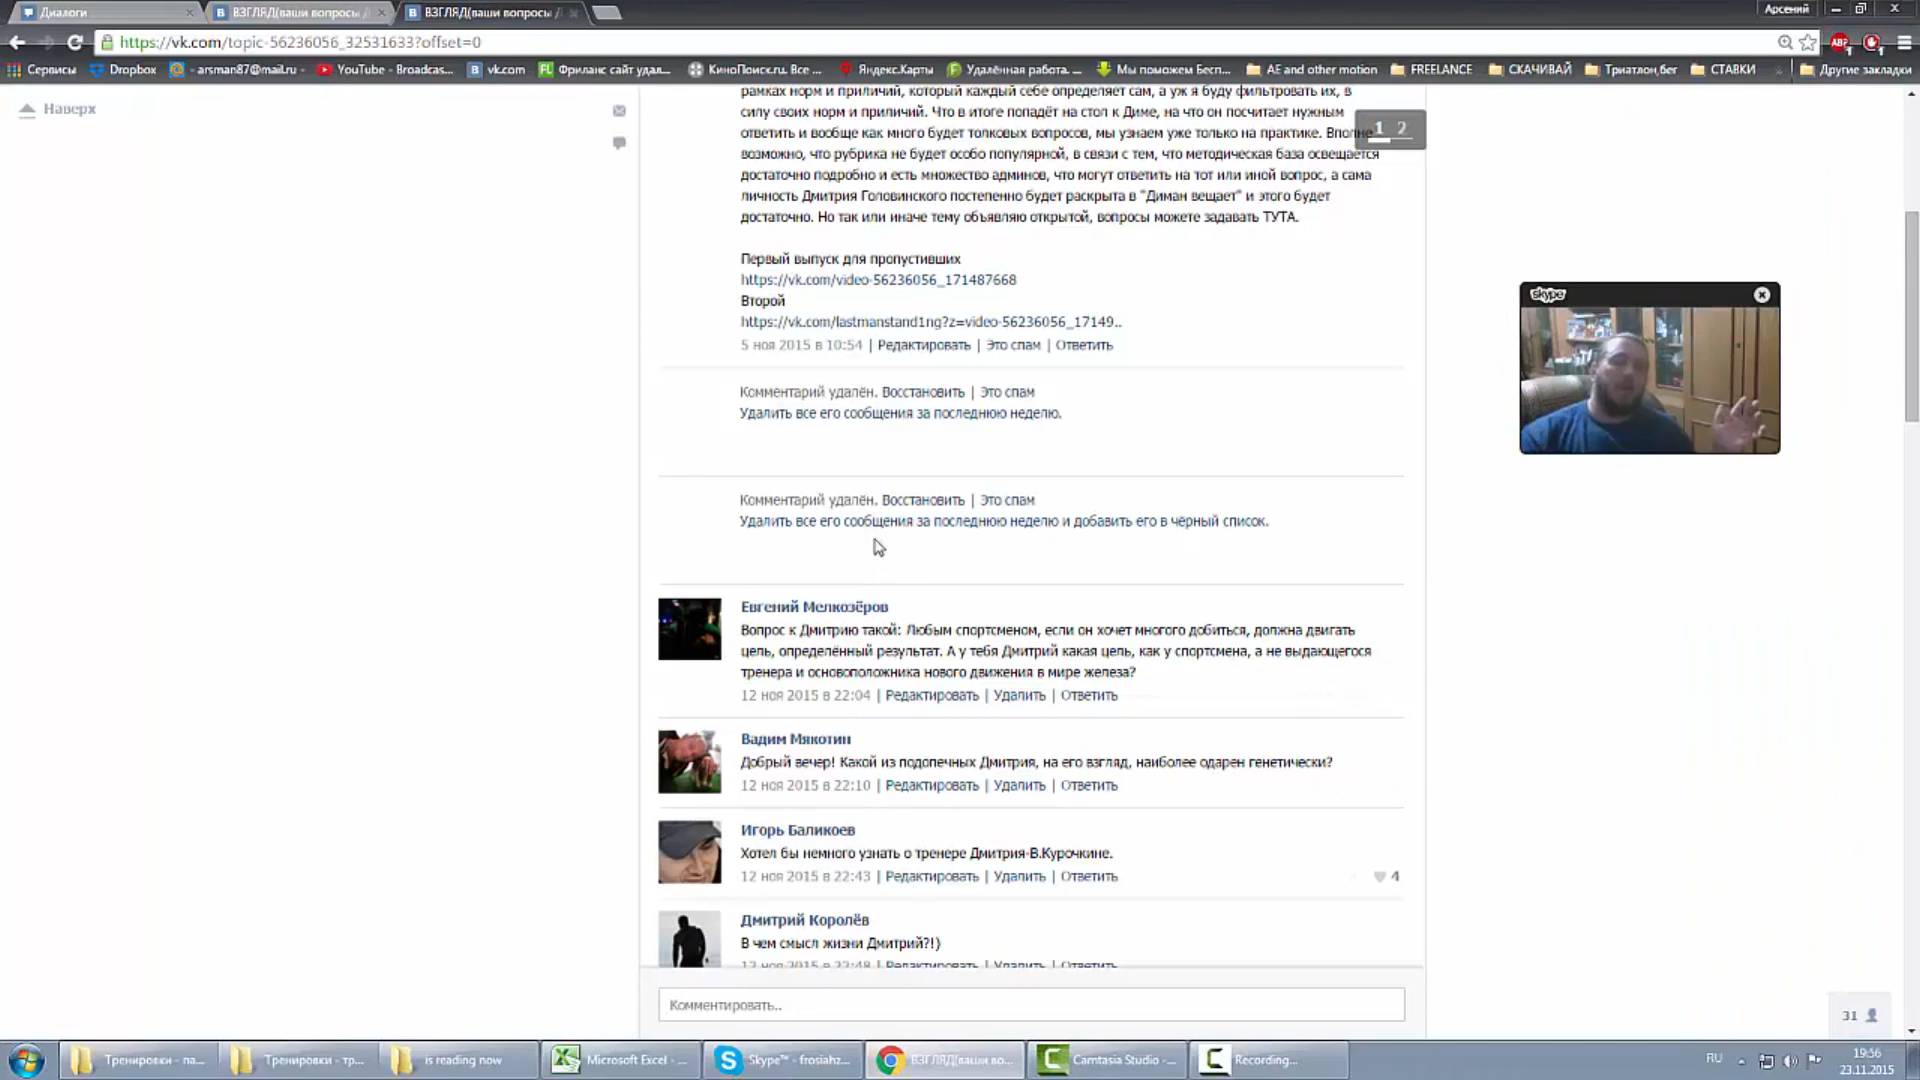 Диалоги
ВЗГЛЯД(ваши вопросы
ВЗГЛЯД(ваши вопросы
Арсений
https://vk.com/topic-56236056_32531633?offset=0
Сервисы
Dropbox
- arsman87@mail.ru -
YouTube - Broadcas...
vk.com
Фриланс сайт удал...
КиноПоиск.ru. Все ...
Яндекс.Карты
Удалённая работа. ...
Мы поможем Бесп...
AE and other motion
FREELANCE
СКАЧИВАЙ
Триатлон,бег
СТАВКИ
»
Другие закладки
Наверх
1 2
рамках норм и приличий, который каждый себе определяет сам, а уж я буду фильтровать их, в
силу своих норм и приличий. Что в итоге попадёт на стол к Диме, на что он посчитает нужным
ответить и вообще как много будет толковых вопросов, мы узнаем уже только на практике. Вполне
возможно, что рубрика не будет особо популярной, в связи с тем, что методическая база освещается
достаточно подробно и есть множество админов, что могут ответить на тот или иной вопрос, а сама
личность Дмитрия Головинского постепенно будет раскрыта в "Диман вещает" и этого будет
достаточно. Но так или иначе тему объявляю открытой, вопросы можете задавать ТУТА.
Первый выпуск для пропустивших
https://vk.com/video-56236056_171487668
Второй
https://vk.com/lastmanstand1ng?z=video-56236056_17149..
5 ноя 2015 в 10:54 | Редактировать | Это спам | Ответить
skype
Комментарий удалён. Восстановить | Это спам
Удалить все его сообщения за последнюю неделю.
Комментарий удалён. Восстановить | Это спам
Удалить все его сообщения за последнюю неделю и добавить его в чёрный список.
Евгений Мелкозёров
Вопрос к Дмитрию такой: Любым спортсменом, если он хочет многого добиться, должна двигать
цель, определённый результат. А у тебя Дмитрий какая цель, как у спортсмена, а не выдающегося
тренера и основоположника нового движения в мире железа?
12 ноя 2015 в 22:04 | Редактировать | Удалить | Ответить
Вадим Мякотин
Добрый вечер! Какой из подопечных Дмитрия, на его взгляд, наиболее одарен генетически?
12 ноя 2015 в 22:10 | Редактировать | Удалить | Ответить
Игорь Баликоев
Хотел бы немного узнать о тренере Дмитрия-В.Курочкине.
12 ноя 2015 в 22:43 | Редактировать | Удалить | Ответить
4
Дмитрий Королёв
В чем смысл жизни Дмитрий?!)
12 ноя 2015 в 22:48 | Редактировать | Удалить | Ответить
Комментировать..
31
Тренировки - па...
Тренировки - тр...
is reading now
Microsoft Excel - ...
Skype™ - frosiahz...
ВЗГЛЯД(ваши во...
Camtasia Studio -...
Recording...
RU
19:56
23.11.2015